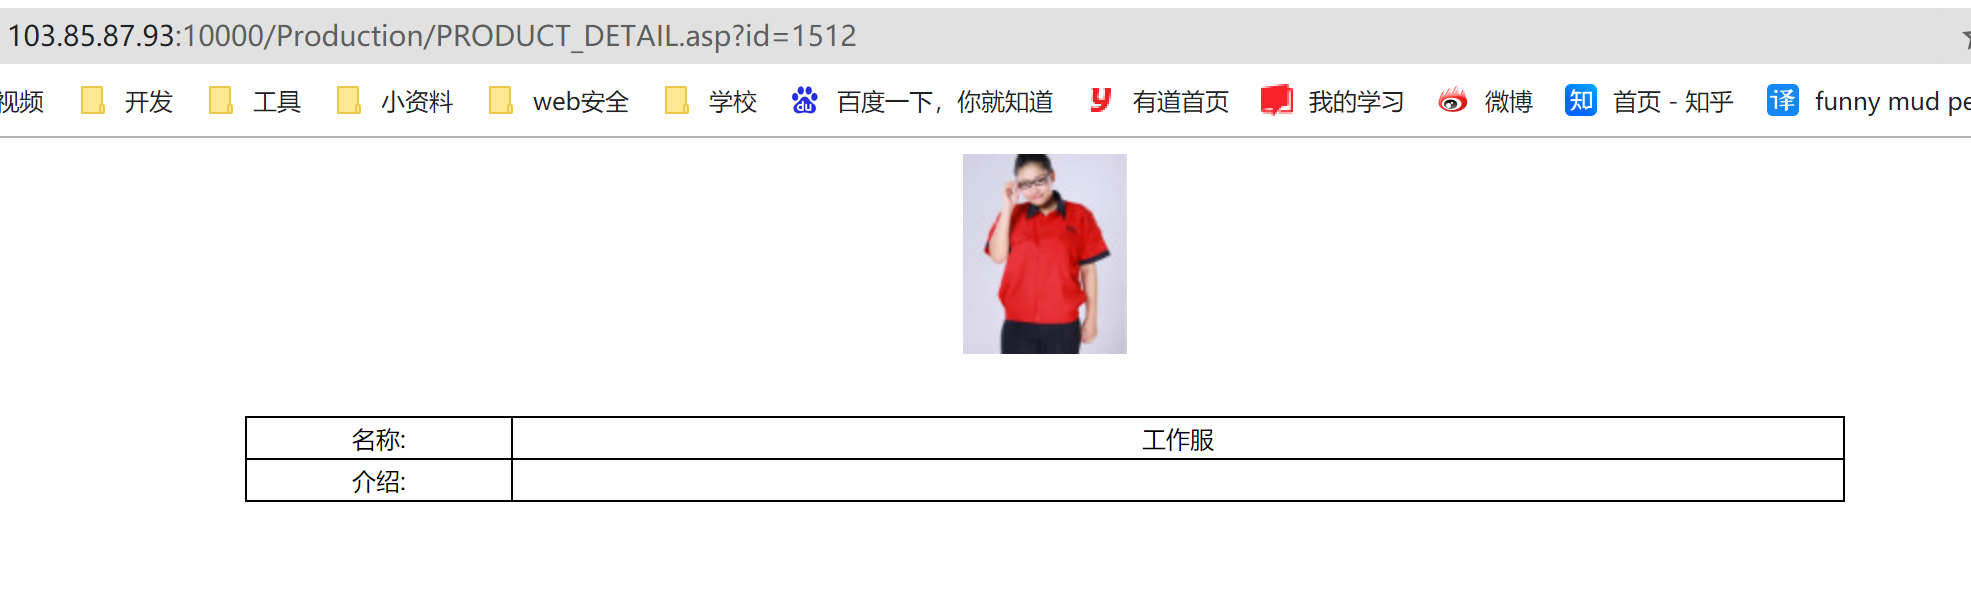 103.85.87.93:10000/Production/PRODUCT_DETAIL.asp?id=1512
视频 开发 工具 小资料 web安全 学校 du 百度一下，你就知道 y 有道首页 我的学习 微博 知 首页 - 知乎 译 funny mud pe
名称: 工作服
介绍: